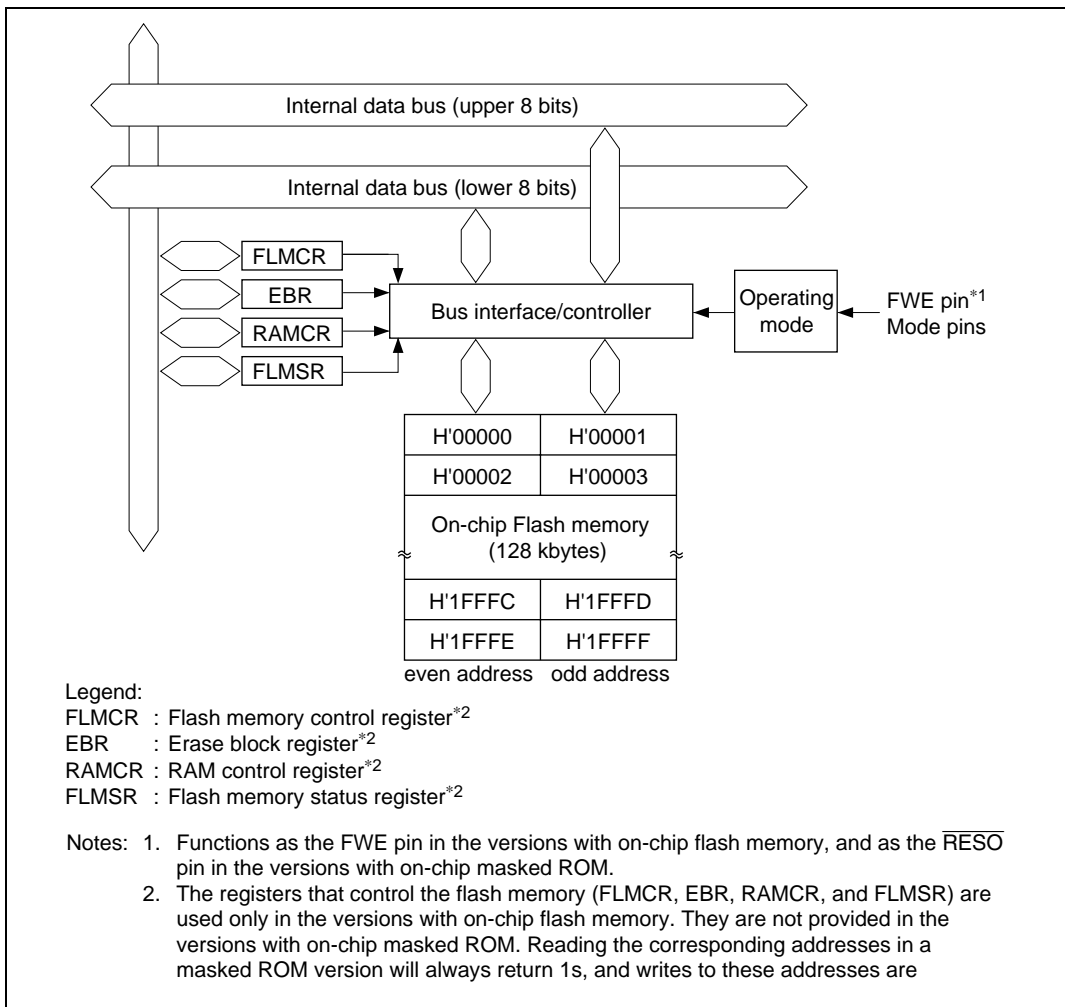 Internal data bus (upper 8 bits)
Internal data bus (lower 8 bits)
FLMCR
EBR
RAMCR
FLMSR
Bus interface/controller
Operating
mode
FWE pin*1
Mode pins
H'00000 H'00001
H'00002 H'00003
On-chip Flash memory
(128 kbytes)
H'1FFFC H'1FFFD
H'1FFFE H'1FFFF
even address odd address
Legend:
FLMCR : Flash memory control register*2
EBR : Erase block register*2
RAMCR : RAM control register*2
FLMSR : Flash memory status register*2
Notes: 1. Functions as the FWE pin in the versions with on-chip flash memory, and as the RESO
pin in the versions with on-chip masked ROM.
2. The registers that control the flash memory (FLMCR, EBR, RAMCR, and FLMSR) are
used only in the versions with on-chip flash memory. They are not provided in the
versions with on-chip masked ROM. Reading the corresponding addresses in a
masked ROM version will always return 1s, and writes to these addresses are